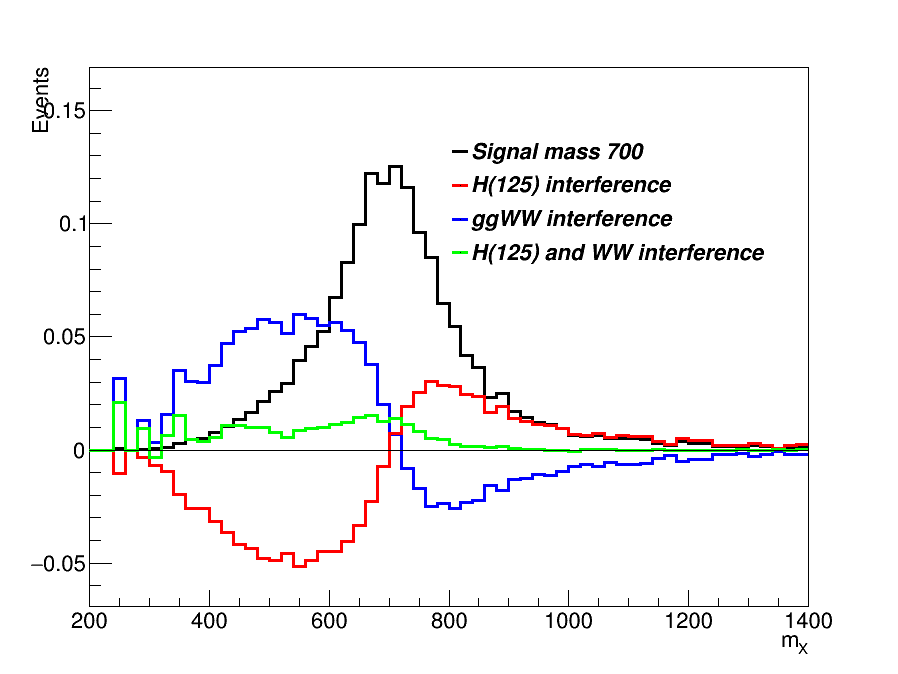 Events
0.15
0.1
0.05
0
−0.05
Signal mass 700
H(125) interference
ggWW interference
H(125) and WW interference
200 400 600 800 1000 1200 1400
mX